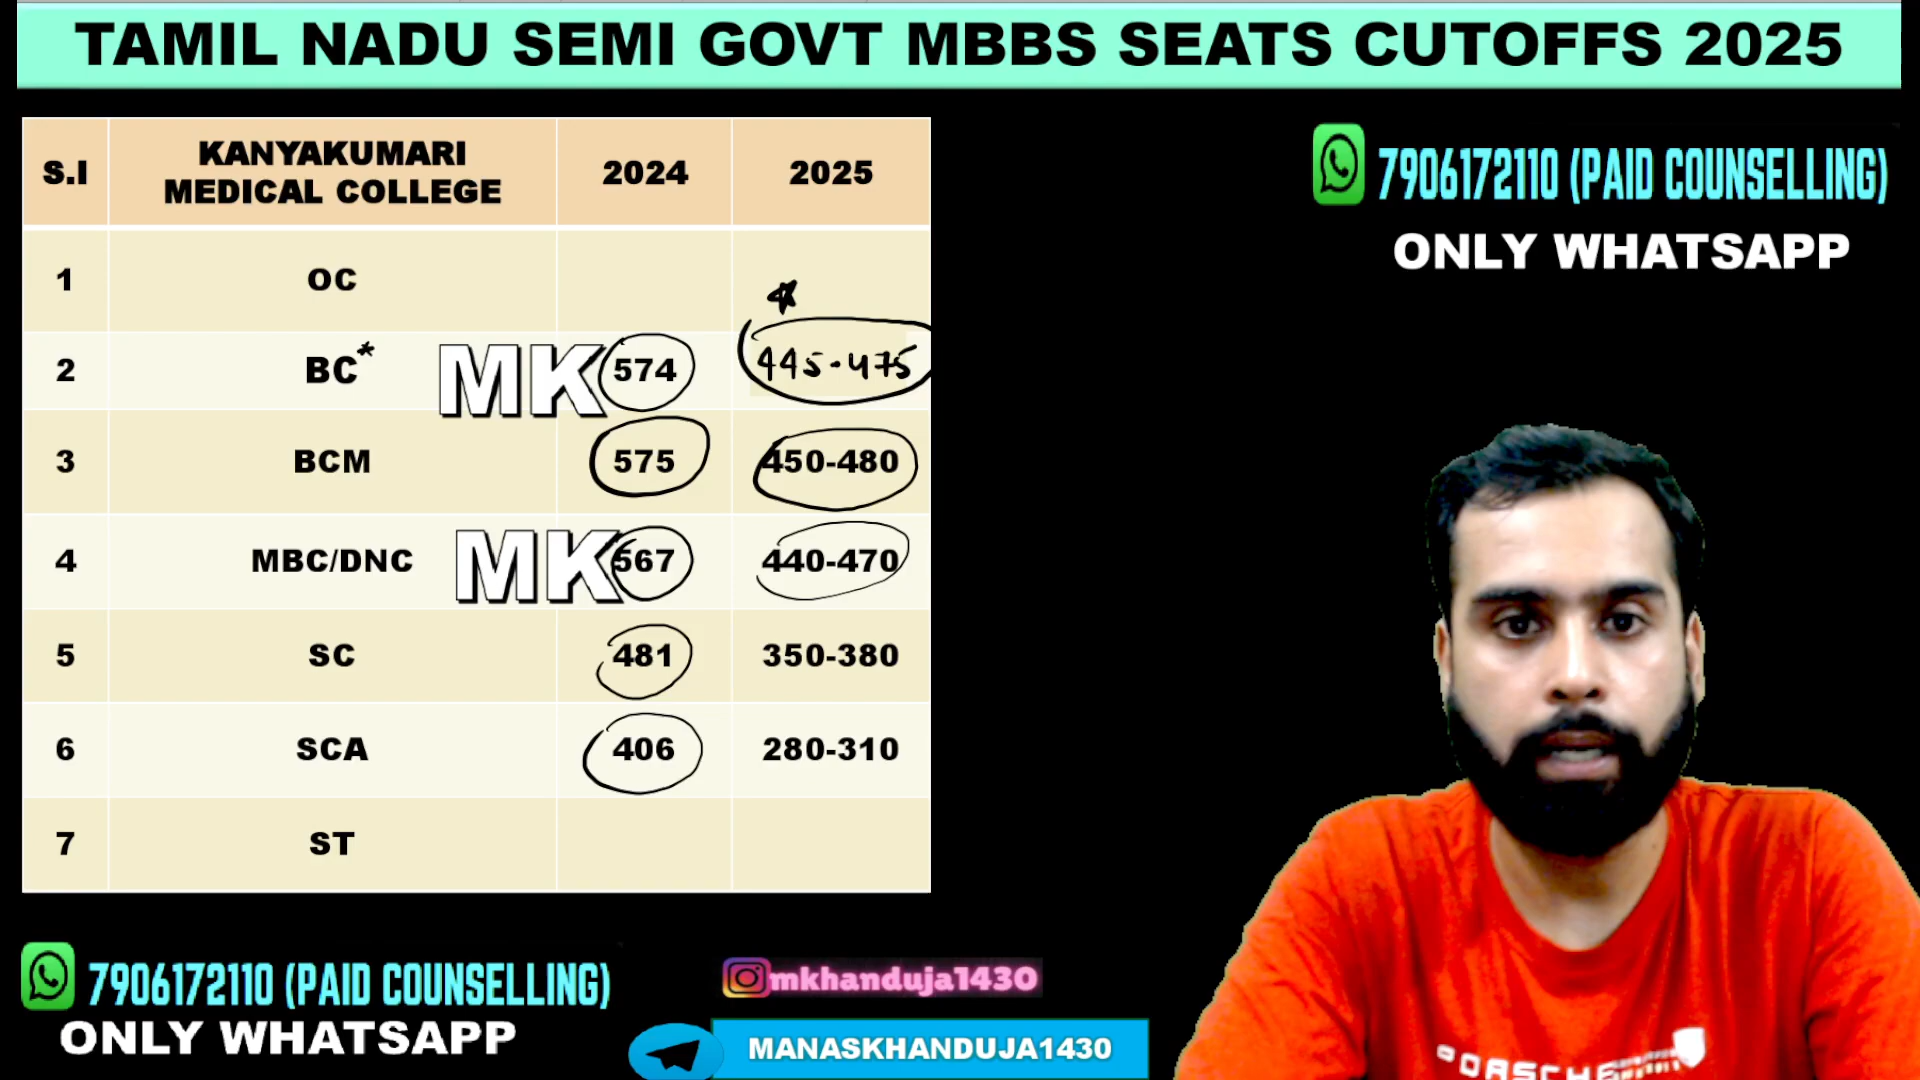 TAMIL NADU SEMI GOVT MBBS SEATS CUTOFFS 2025
S.I KANYAKUMARI MEDICAL COLLEGE 2024 2025
1 OC
2 BC* MK 574 445-475
3 BCM 575 450-480
4 MBC/DNC MK 567 440-470
5 SC 481 350-380
6 SCA 406 280-310
7 ST
7906172110 (PAID COUNSELLING)
ONLY WHATSAPP
7906172110 (PAID COUNSELLING)
ONLY WHATSAPP
mkhanduja1430
MANASKHANDUJA1430